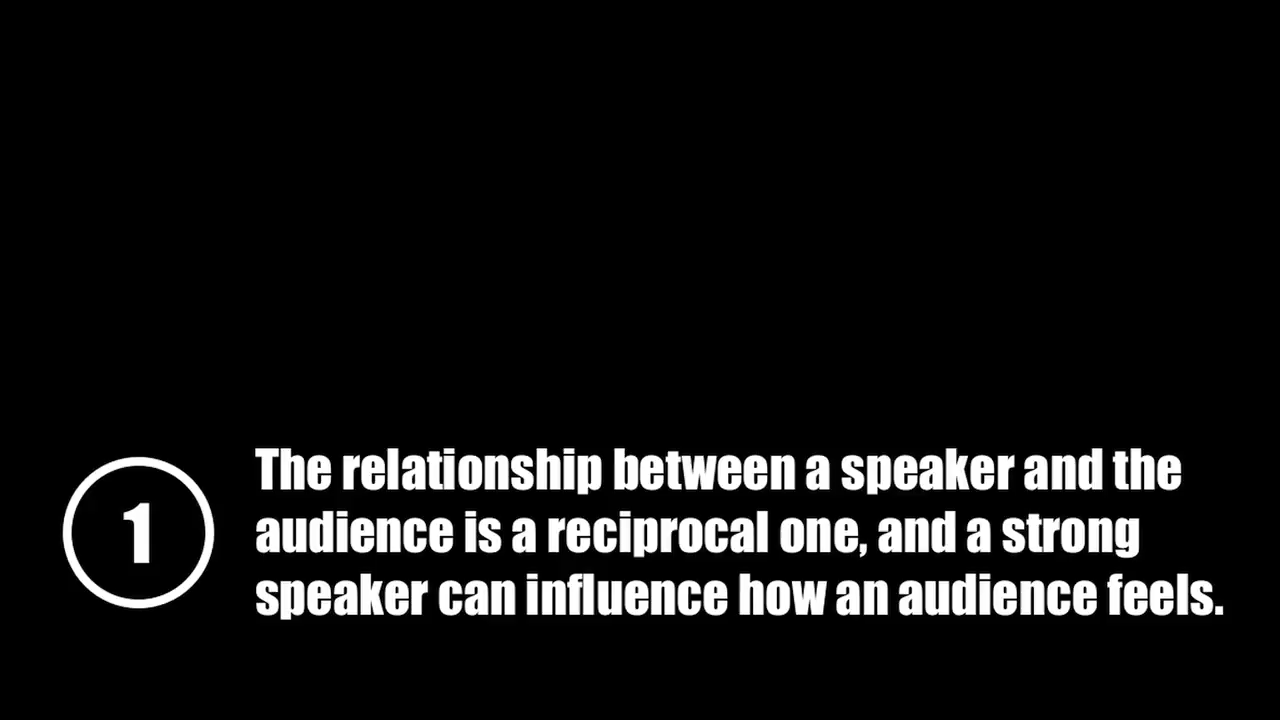 1
The relationship between a speaker and the
audience is a reciprocal one, and a strong
speaker can influence how an audience feels.